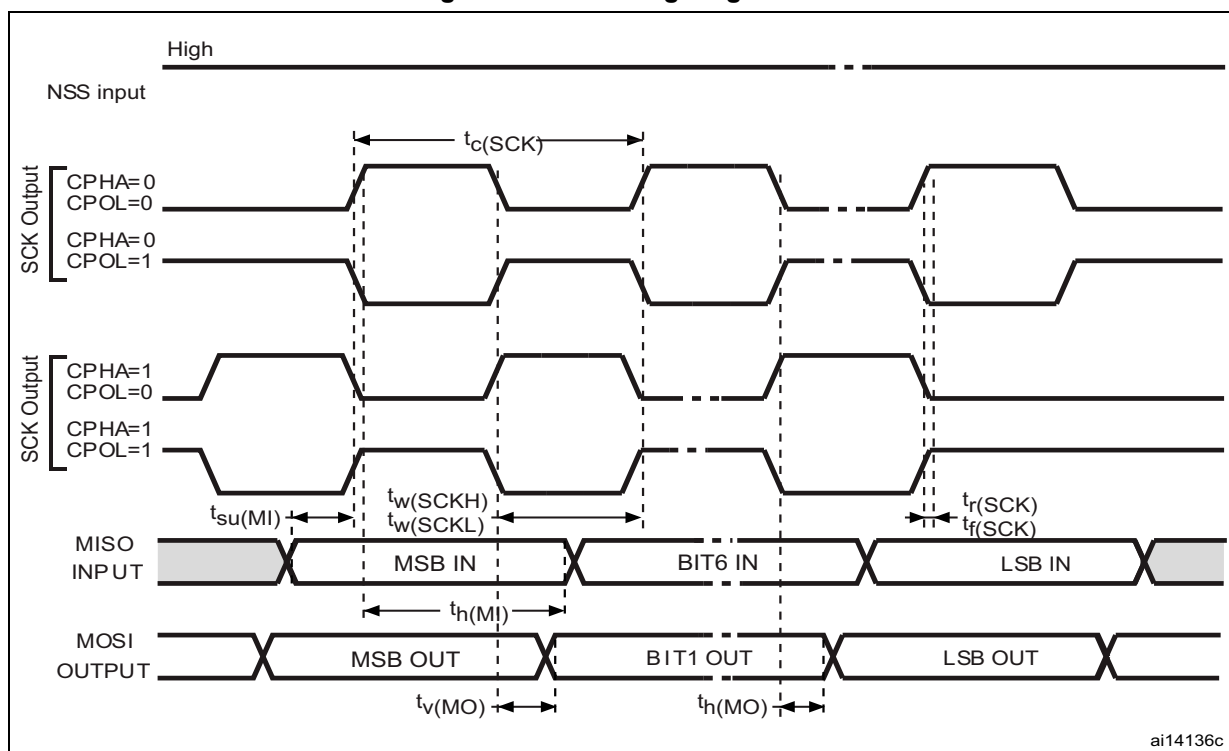 High
NSS input
tc(SCK)
SCK Output
CPHA=0
CPOL=0
CPHA=0
CPOL=1
SCK Output
CPHA=1
CPOL=0
CPHA=1
CPOL=1
tsu(MI)
tw(SCKH)
tw(SCKL)
tr(SCK)
tf(SCK)
MISO
INPUT
MSB IN
BIT6 IN
LSB IN
th(MI)
MOSI
OUTPUT
MSB OUT
BIT1 OUT
LSB OUT
tv(MO)
th(MO)
ai14136c